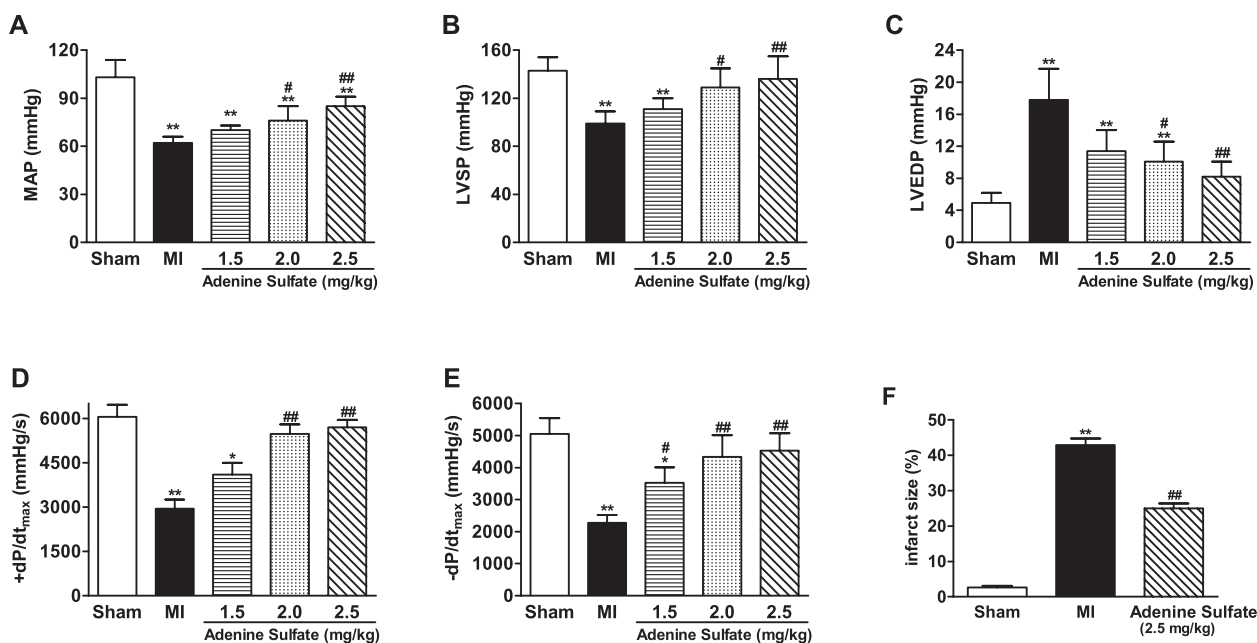 A
MAP (mmHg)
120
90
60
30
0
**
**
#
**
##
**
Sham MI 1.5 2.0 2.5
Adenine Sulfate (mg/kg)
B
LVSP (mmHg)
160
120
80
40
0
**
**
#
##
Sham MI 1.5 2.0 2.5
Adenine Sulfate (mg/kg)
C
LVEDP (mmHg)
24
20
16
12
8
4
0
**
**
#
**
##
Sham MI 1.5 2.0 2.5
Adenine Sulfate (mg/kg)
D
+dP/dtmax (mmHg/s)
6000
4500
3000
1500
0
**
*
##
##
Sham MI 1.5 2.0 2.5
Adenine Sulfate (mg/kg)
E
-dP/dtmax (mmHg/s)
6000
5000
4000
3000
2000
1000
0
**
#
*
##
##
Sham MI 1.5 2.0 2.5
Adenine Sulfate (mg/kg)
F
infarct size (%)
50
40
30
20
10
0
**
##
Sham MI Adenine Sulfate
(2.5 mg/kg)